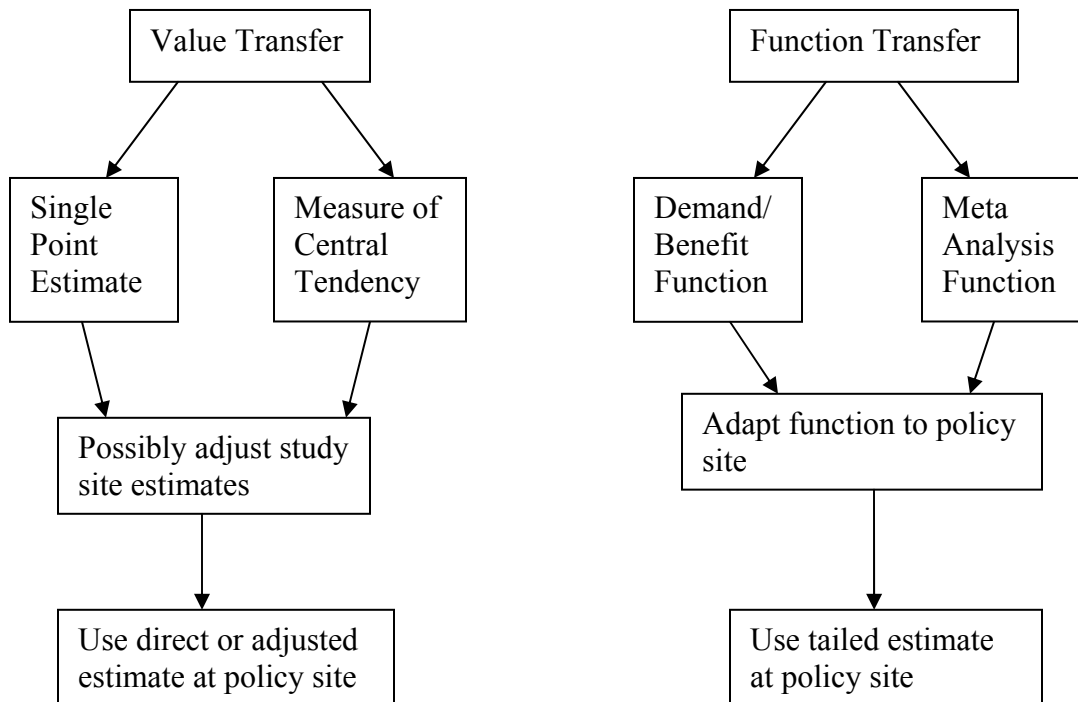 Value Transfer
Single
Point
Estimate
Measure of
Central
Tendency
Possibly adjust study
site estimates
Use direct or adjusted
estimate at policy site
Function Transfer
Demand/
Benefit
Function
Meta
Analysis
Function
Adapt function to policy
site
Use tailed estimate
at policy site